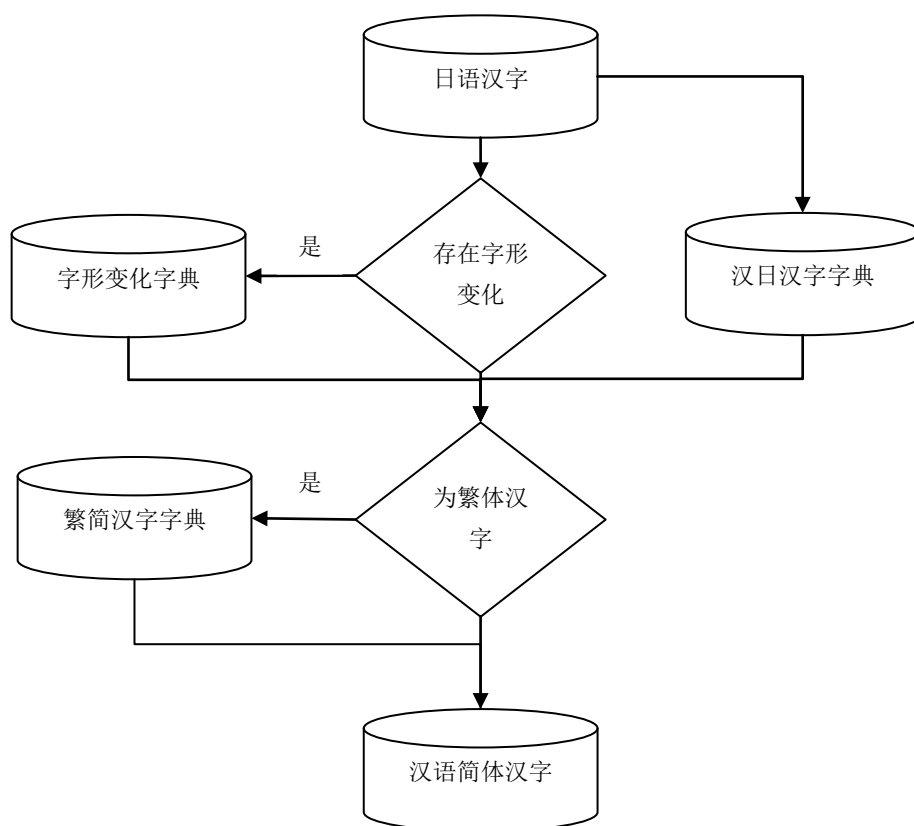 日语汉字
是
存在字形
变化
字形变化字典
汉日汉字字典
是
为繁体汉
字
繁简汉字字典
汉语简体汉字